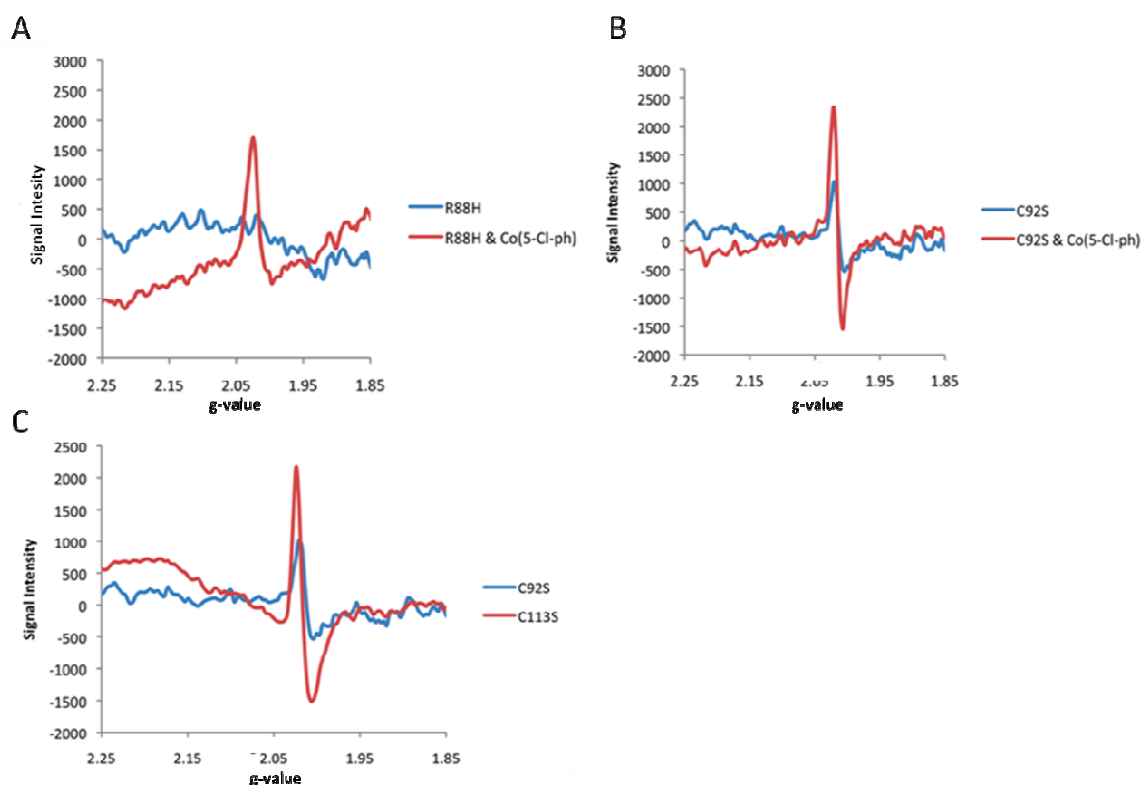 A
3000
2500
2000
1500
1000
500
0
-500
-1000
-1500
-2000
Signal Intesity
2.25 2.15 2.05 1.95 1.85
g-value
R88H
R88H & Co(5-Cl-ph)
B
3000
2500
2000
1500
1000
500
0
-500
-1000
-1500
-2000
Signal Intensity
2.25 2.15 2.05 1.95 1.85
g-value
C92S
C92S & Co(5-Cl-ph)
C
2500
2000
1500
1000
500
0
-500
-1000
-1500
-2000
Signal Intensity
2.25 2.15 2.05 1.95 1.85
g-value
C92S
C113S